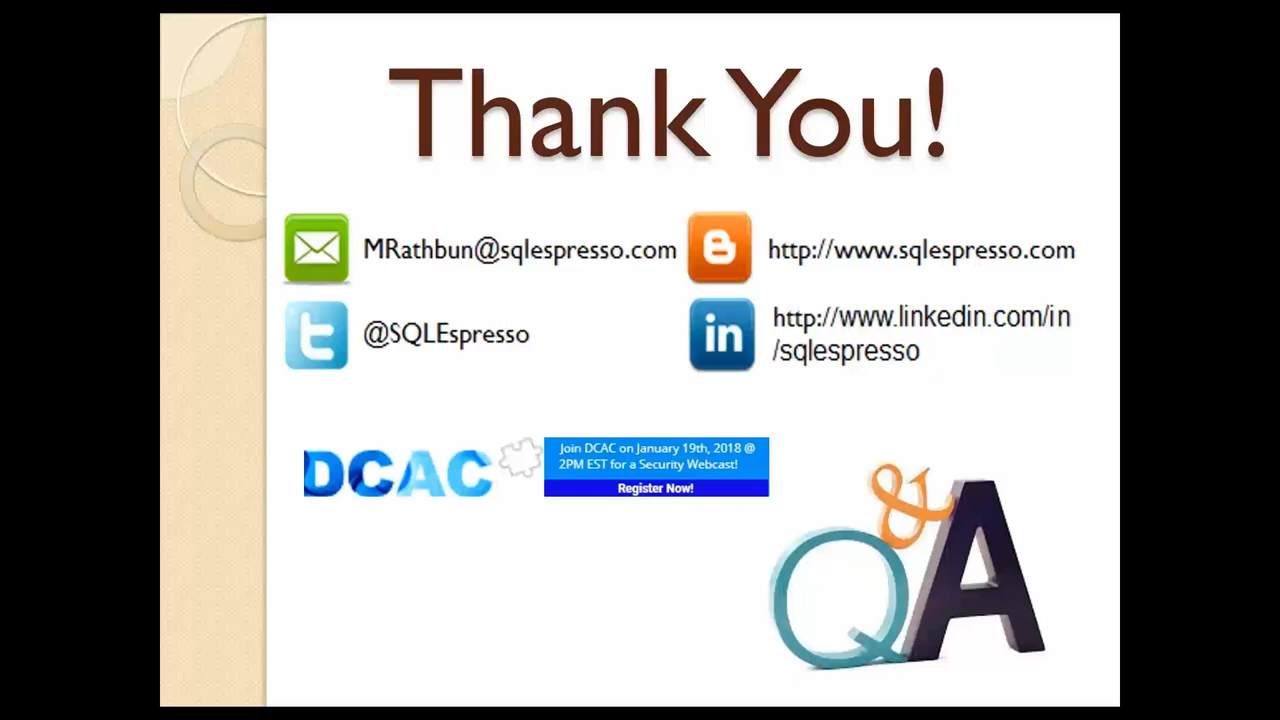 Thank You!
MRathbun@sqlespresso.com
http://www.sqlespresso.com
@SQLEspresso
http://www.linkedin.com/in
/sqlespresso
DCAC
Join DCAC on January 19th, 2018 @
2PM EST for a Security Webcast!
Register Now!
Q&A